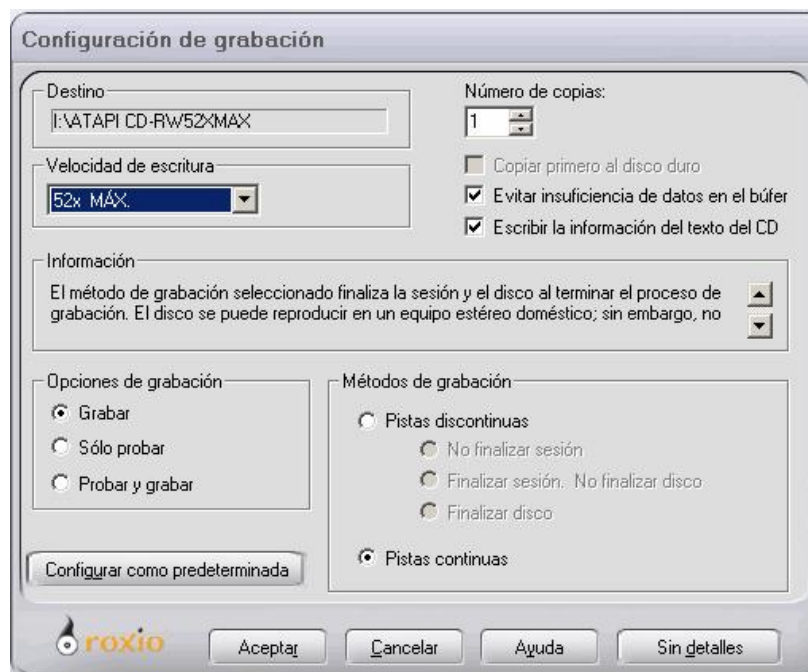 Configuración de grabación
Destino
I:\ATAPI CD-RW52XMAX
Número de copias:
1
Copiar primero al disco duro
Velocidad de escritura
52x MÁX.
Evitar insuficiencia de datos en el búfer
Escribir la información del texto del CD
Información
El método de grabación seleccionado finaliza la sesión y el disco al terminar el proceso de
grabación. El disco se puede reproducir en un equipo estéreo doméstico; sin embargo, no
Opciones de grabación
Grabar
Sólo probar
Probar y grabar
Métodos de grabación
Pistas discontinuas
No finalizar sesión
Finalizar sesión. No finalizar disco
Finalizar disco
Pistas continuas
Configurar como predeterminada
roxio
Aceptar
Cancelar
Ayuda
Sin detalles